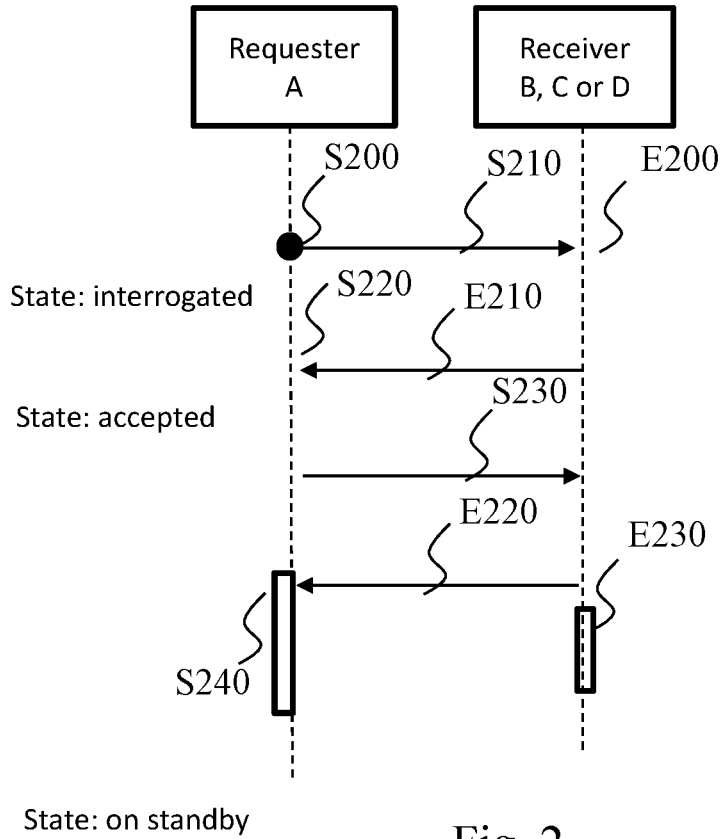 Requester
A
Receiver
B, C or D
S200
S210
E200
State: interrogated
S220
E210
State: accepted
S230
E220
E230
S240
State: on standby
Fig. 2